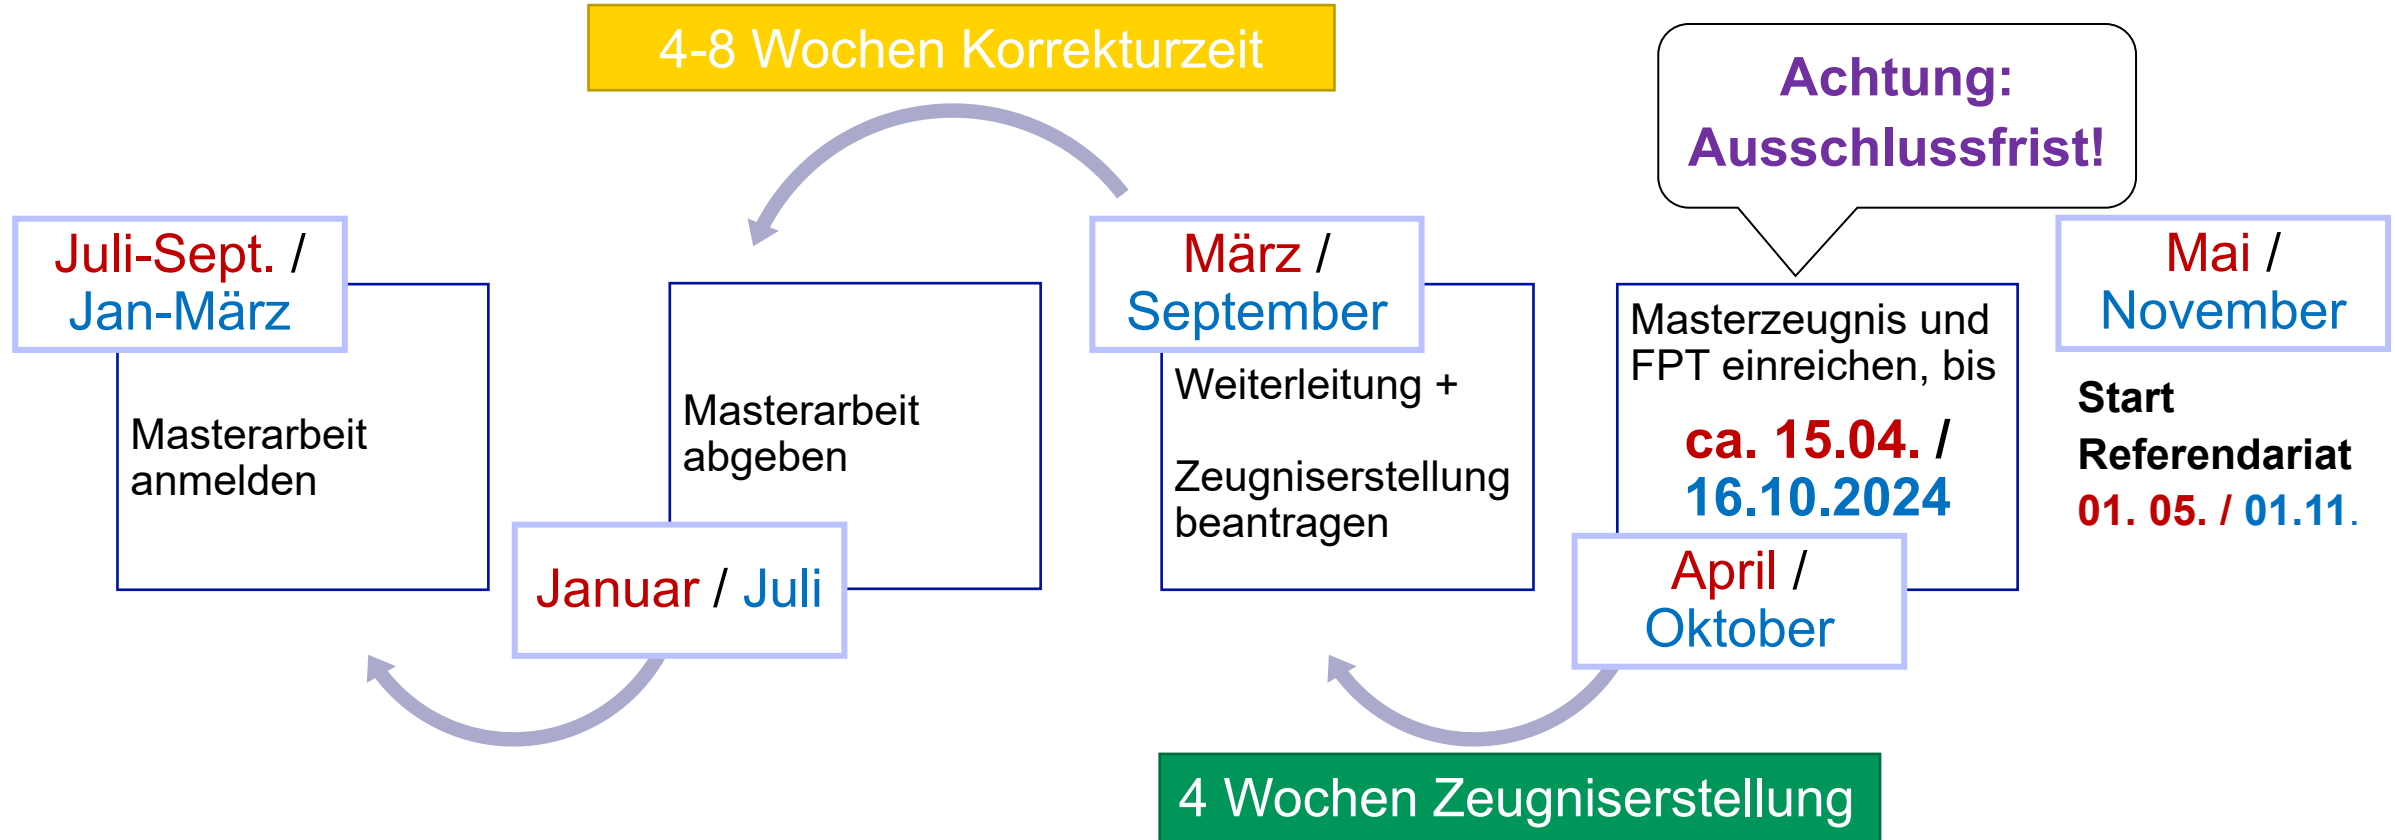 4-8 Wochen Korrekturzeit
Achtung:
Ausschlussfrist!
Juli-Sept. /
Jan-März
Masterarbeit
anmelden
Januar / Juli
Masterarbeit
abgeben
März /
September
Weiterleitung +
Zeugniserstellung
beantragen
Masterzeugnis und
FPT einreichen, bis
ca. 15.04. /
16.10.2024
April /
Oktober
Mai /
November
Start
Referendariat
01. 05. / 01.11.
4 Wochen Zeugniserstellung